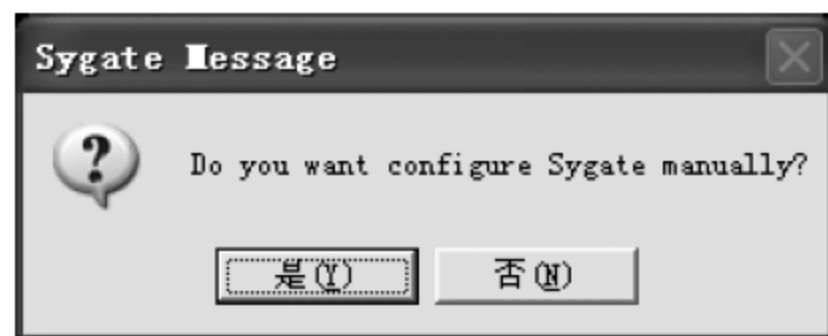 Sygate Message
Do you want configure Sygate manually?
是(Y) 否(N)